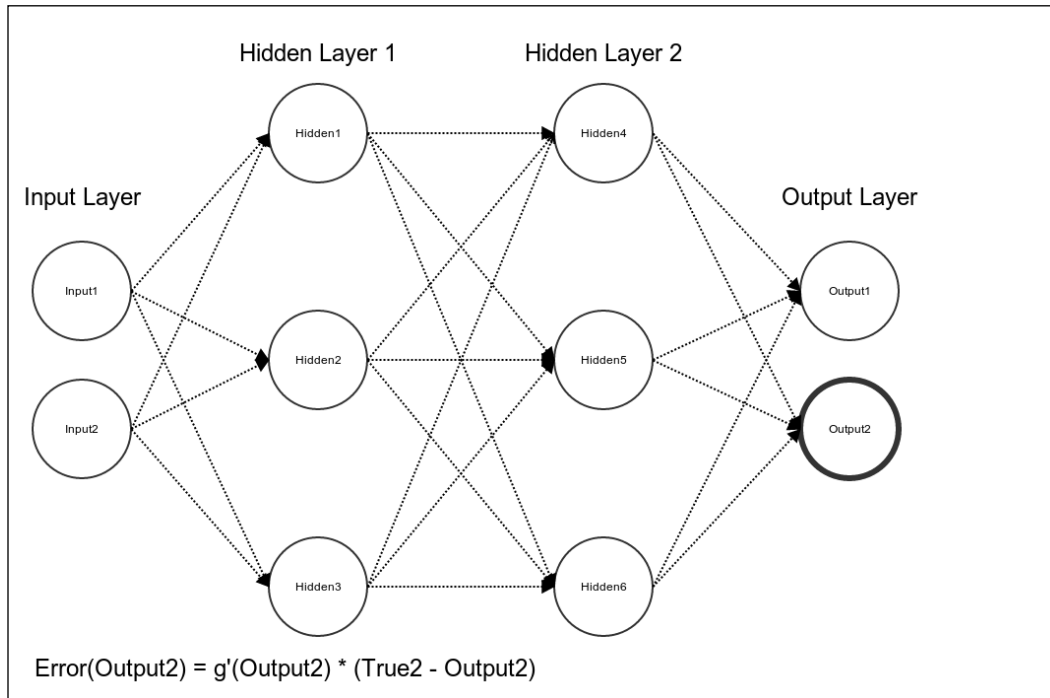 Hidden Layer 1
Hidden Layer 2
Hidden1
Hidden4
Input Layer
Output Layer
Input1
Output1
Hidden2
Hidden5
Input2
Output2
Hidden3
Hidden6
Error(Output2) = g'(Output2) * (True2 - Output2)